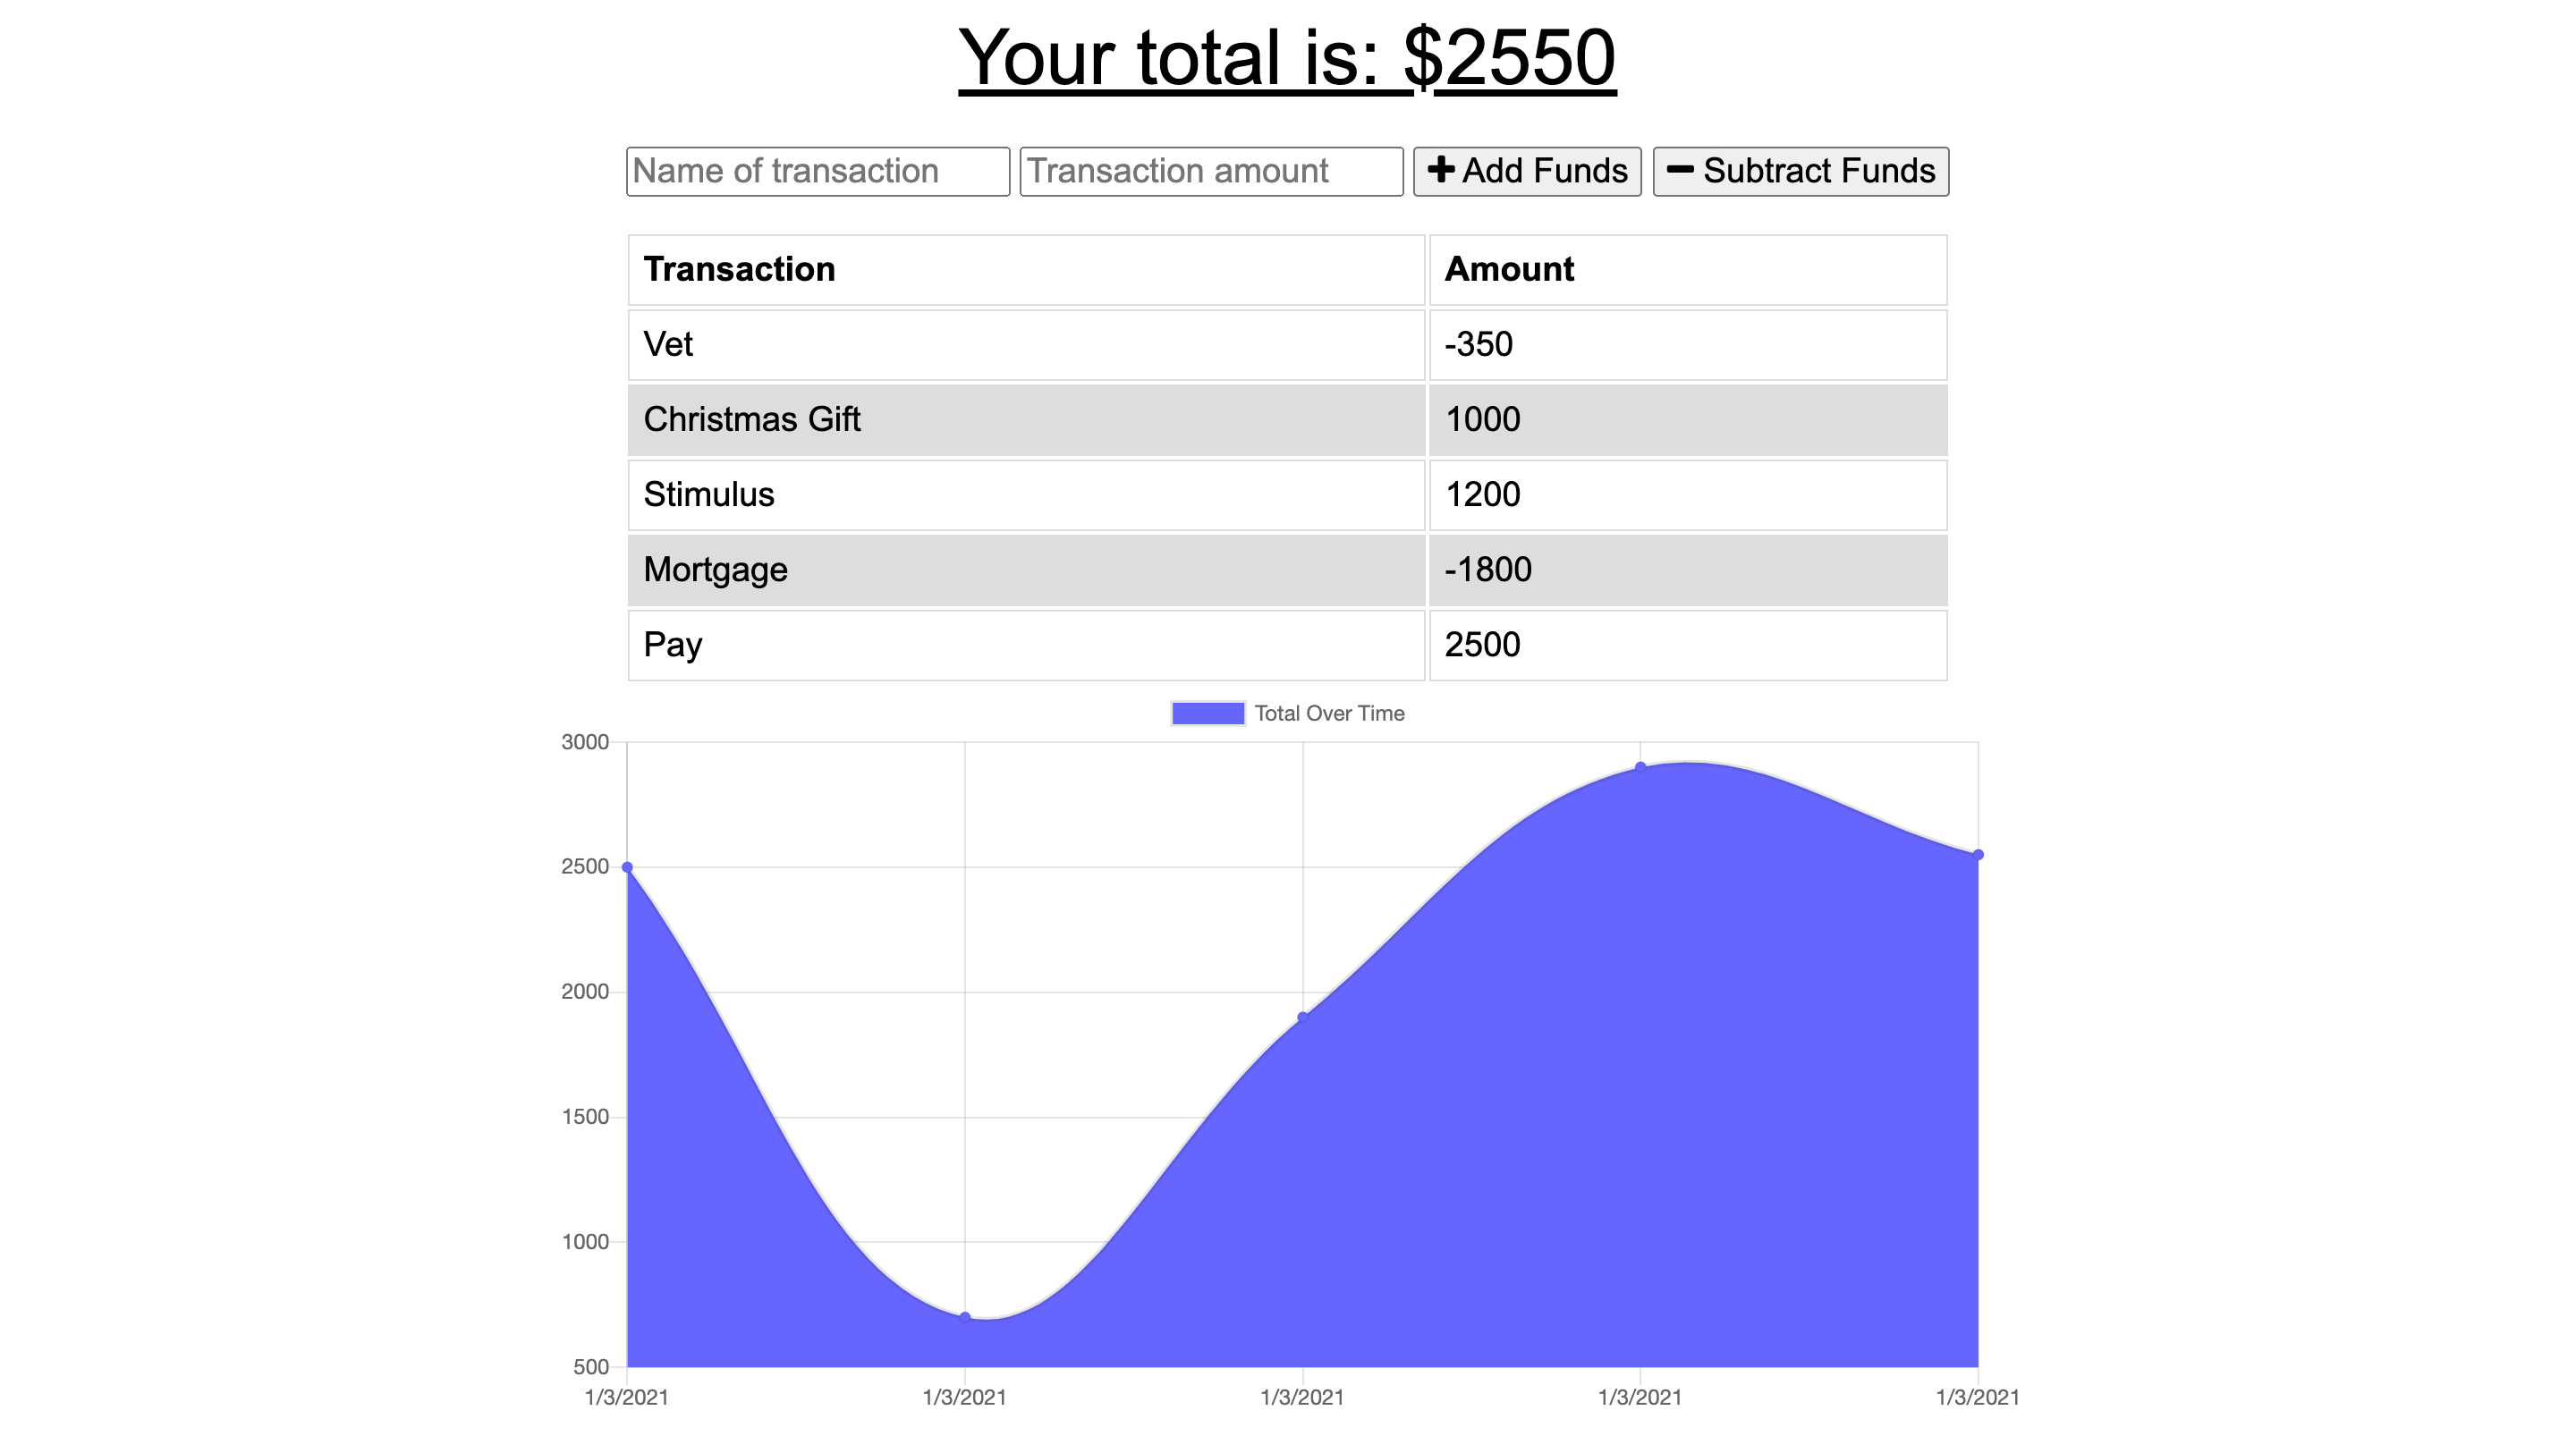 Your total is: $2550
Name of transaction Transaction amount Add Funds Subtract Funds
Transaction Amount
Vet -350
Christmas Gift 1000
Stimulus 1200
Mortgage -1800
Pay 2500
Total Over Time
3000
2500
2000
1500
1000
500
1/3/2021 1/3/2021 1/3/2021 1/3/2021 1/3/2021